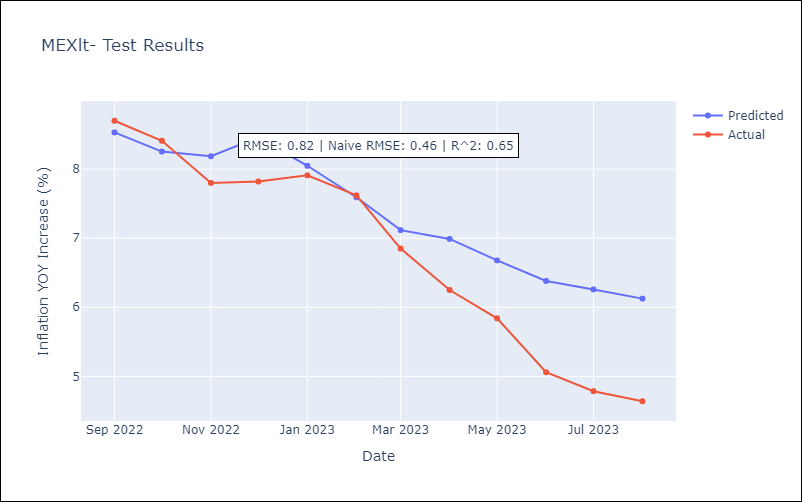 MEXlt- Test Results
Predicted
Actual
RMSE: 0.82 | Naive RMSE: 0.46 | R^2: 0.65
Inflation YOY Increase (%)
8
7
6
5
Sep 2022 Nov 2022 Jan 2023 Mar 2023 May 2023 Jul 2023
Date